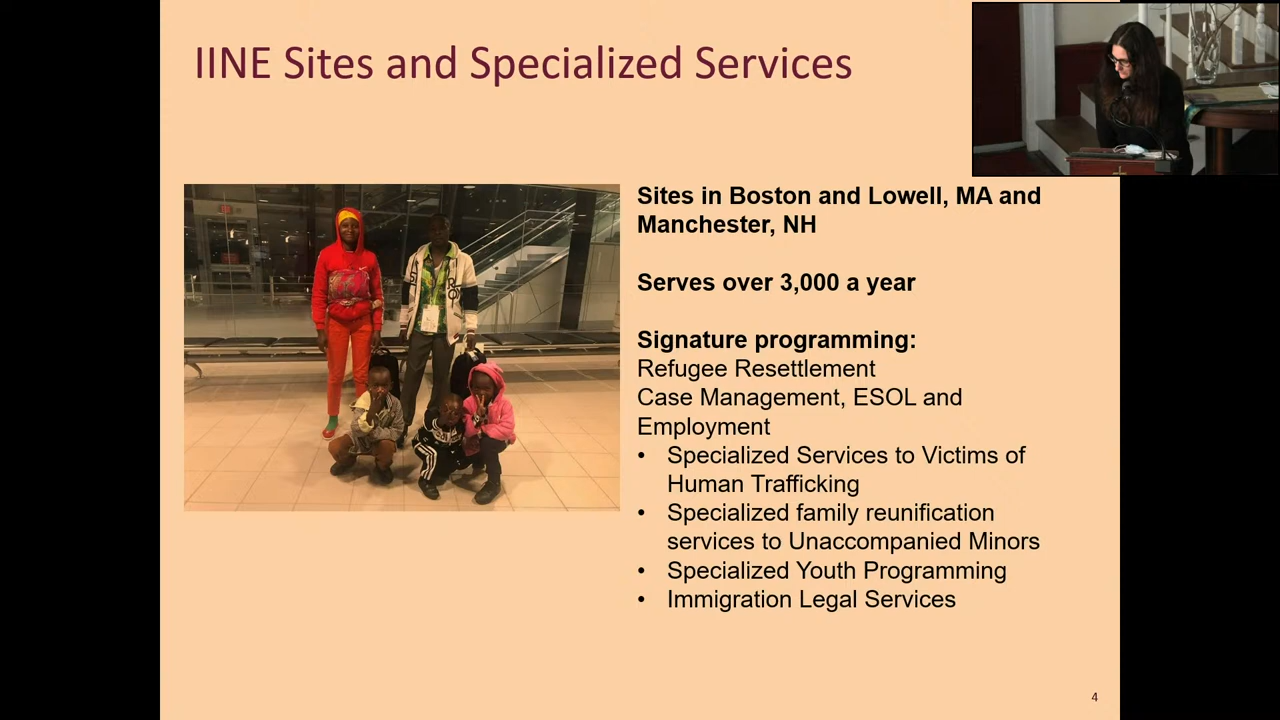 IINE Sites and Specialized Services
Sites in Boston and Lowell, MA and
Manchester, NH
Serves over 3,000 a year
Signature programming:
Refugee Resettlement
Case Management, ESOL and
Employment
• Specialized Services to Victims of
Human Trafficking
• Specialized family reunification
services to Unaccompanied Minors
• Specialized Youth Programming
• Immigration Legal Services
4